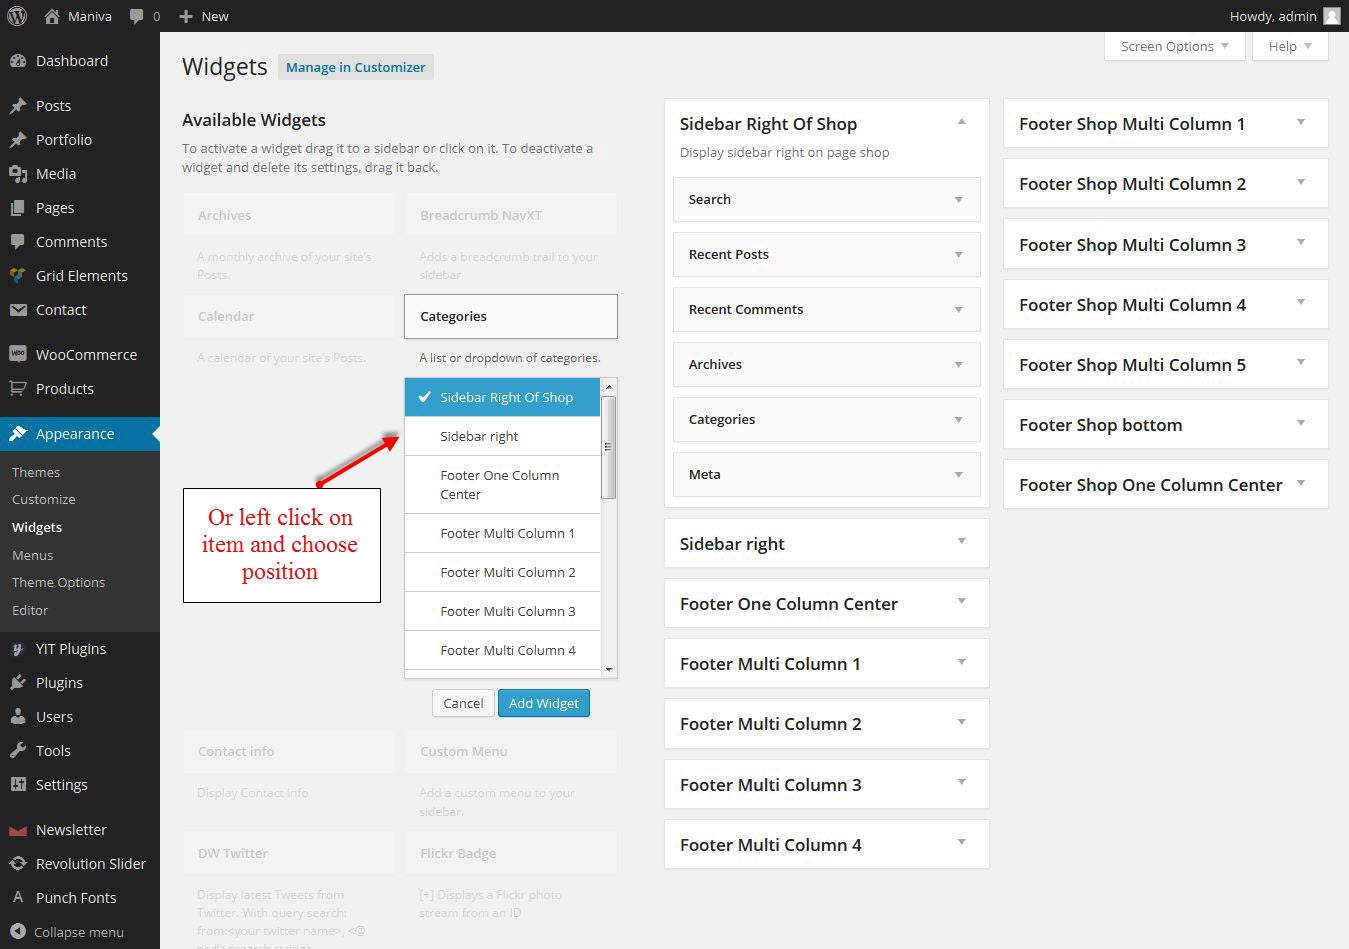 Maniva
0
New
Howdy, admin
Dashboard
Posts
Portfolio
Media
Pages
Comments
Grid Elements
Contact
WooCommerce
Products
Appearance
Themes
Customize
Widgets
Menus
Theme Options
Editor
YIT Plugins
Plugins
Users
Tools
Settings
Newsletter
Revolution Slider
Punch Fonts
Collapse menu
Screen Options
Help
Widgets
Manage in Customizer
Available Widgets
To activate a widget drag it to a sidebar or click on it. To deactivate a
widget and delete its settings, drag it back.
Archives
A monthly archive of your site's
Posts.
Breadcrumb NavXT
Adds a breadcrumb trail to your
sidebar
Calendar
A calendar of your site's Posts.
Categories
A list or dropdown of categories.
Sidebar Right Of Shop
Sidebar right
Footer One Column
Center
Footer Multi Column 1
Footer Multi Column 2
Footer Multi Column 3
Footer Multi Column 4
Cancel
Add Widget
Or left click on
item and choose
position
Contact info
Display Contact info
Custom Menu
Add a custom menu to your
sidebar.
DW Twitter
Display latest Tweets from
Twitter. With query search:
from:<your twitter name>, <@
Flickr Badge
[+] Displays a Flickr photo
stream from an ID
Sidebar Right Of Shop
Display sidebar right on page shop
Search
Recent Posts
Recent Comments
Archives
Categories
Meta
Sidebar right
Footer One Column Center
Footer Multi Column 1
Footer Multi Column 2
Footer Multi Column 3
Footer Multi Column 4
Footer Shop Multi Column 1
Footer Shop Multi Column 2
Footer Shop Multi Column 3
Footer Shop Multi Column 4
Footer Shop Multi Column 5
Footer Shop bottom
Footer Shop One Column Center